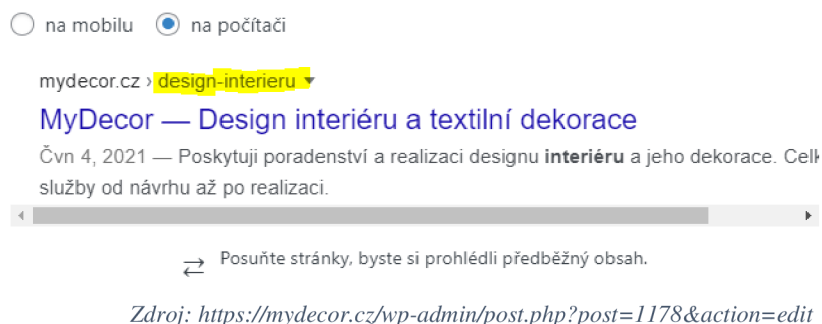 na mobilu na počítači
mydecor.cz › design-interieru
MyDecor — Design interiéru a textilní dekorace
Čvn 4, 2021 — Poskytuji poradenství a realizaci designu interiéru a jeho dekorace. Celk
služby od návrhu až po realizaci.
Posuňte stránky, byste si prohlédli předběžný obsah.
Zdroj: https://mydecor.cz/wp-admin/post.php?post=1178&action=edit